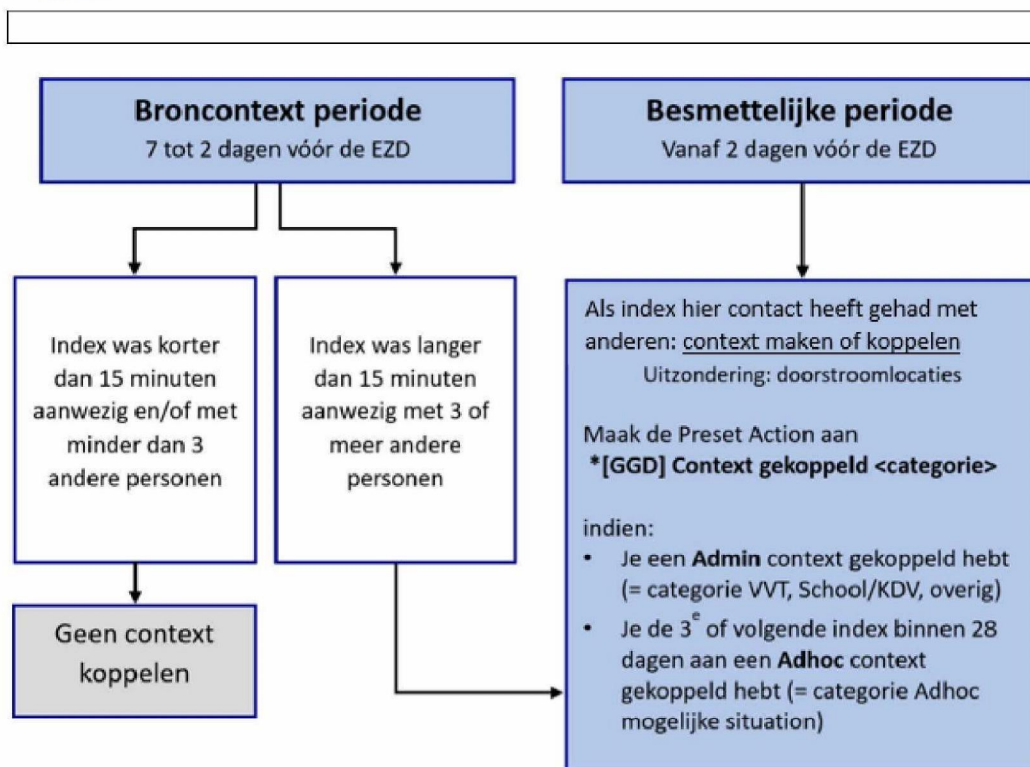 Broncontext periode
7 tot 2 dagen vóór de EZD
Besmettelijke periode
Vanaf 2 dagen vóór de EZD
Index was korter
dan 15 minuten
aanwezig en/of met
minder dan 3
andere personen
Index was langer
dan 15 minuten
aanwezig met 3 of
meer andere
personen
Geen context
koppelen
Als index hier contact heeft gehad met
anderen: context maken of koppelen
Uitzondering: doorstroomlocaties
Maak de Preset Action aan
*[GGD] Context gekoppeld <categorie>
indien:
• Je een Admin context gekoppeld hebt
(= categorie VVT, School/KDV, overig)
• Je de 3e of volgende index binnen 28
dagen aan een Adhoc context
gekoppeld hebt (= categorie Adhoc
mogelijke situation)